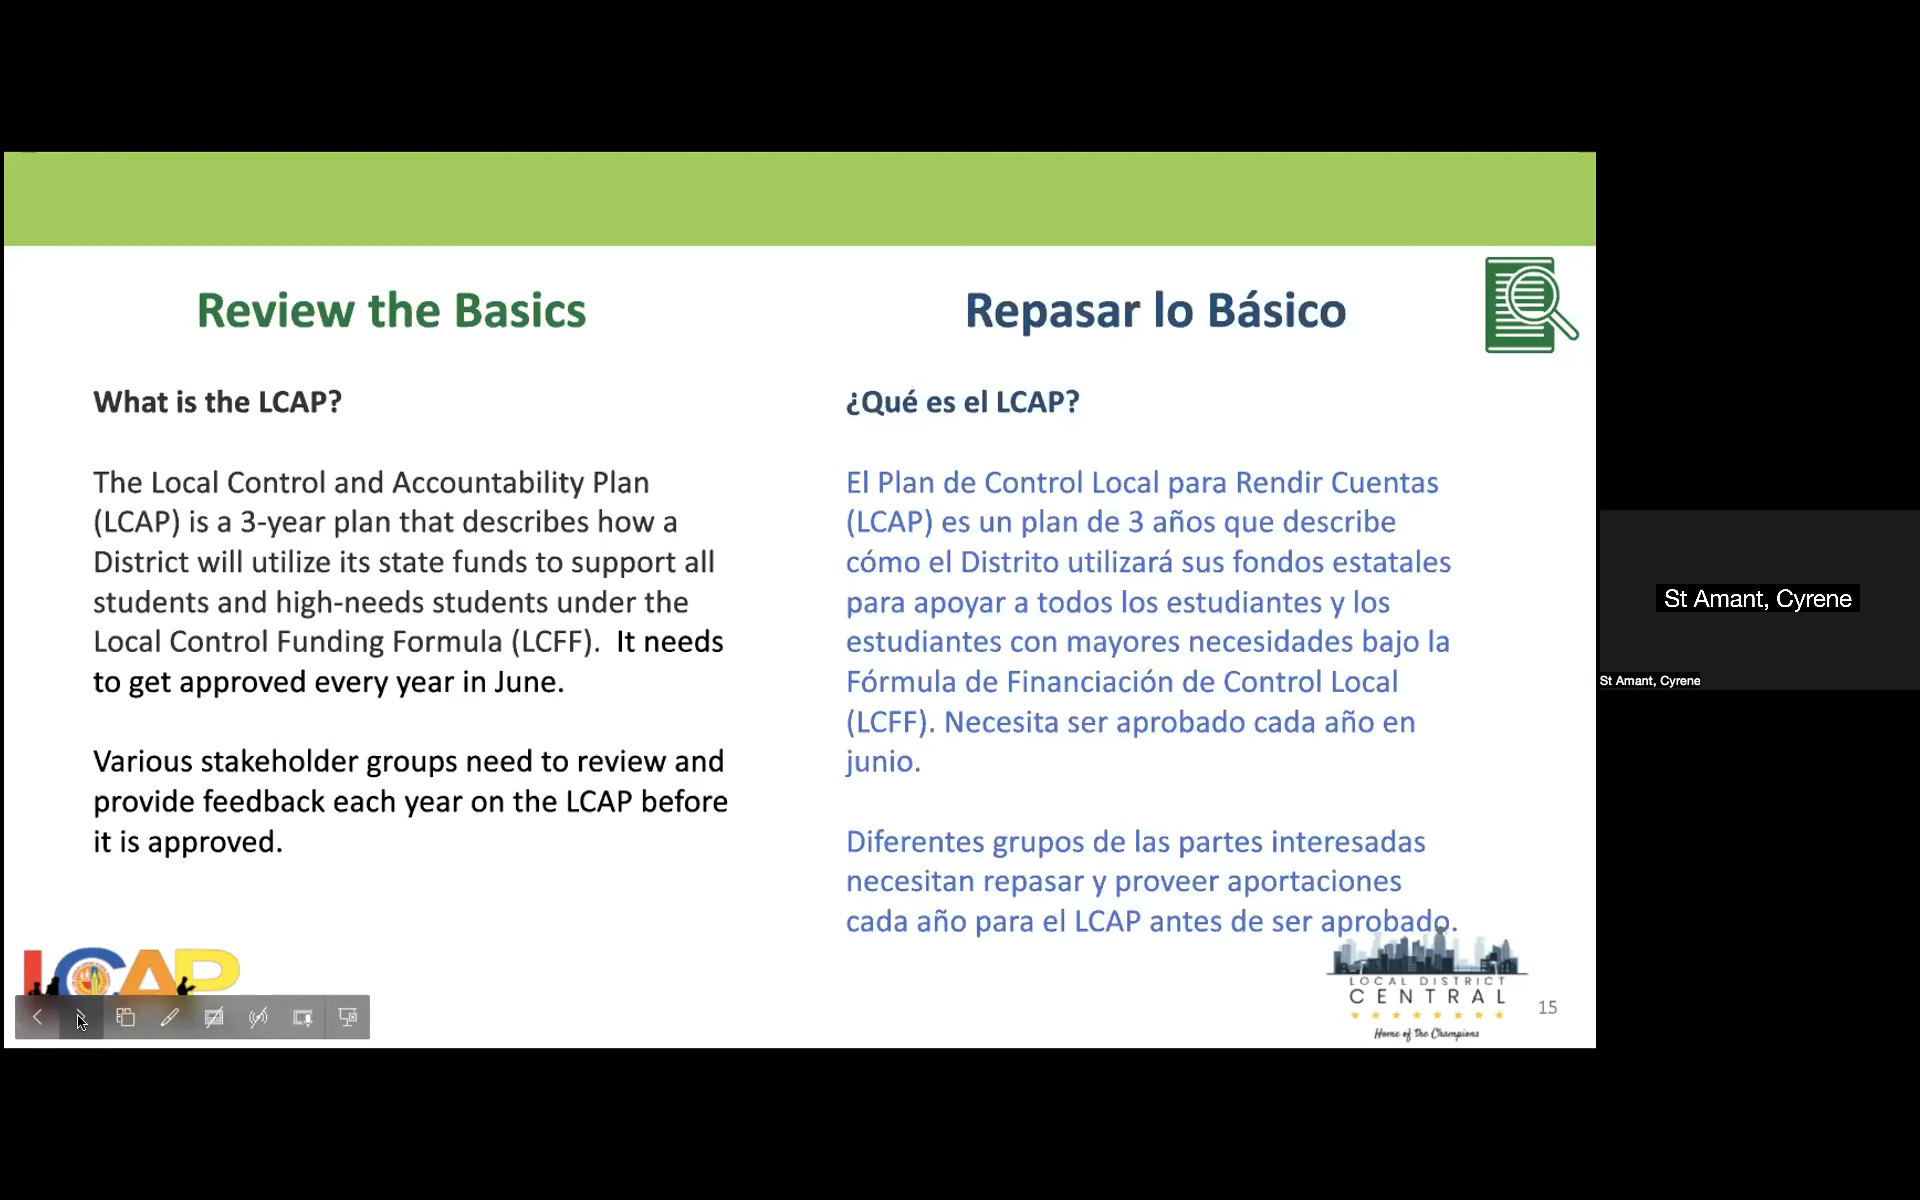 Review the Basics
What is the LCAP?
The Local Control and Accountability Plan
(LCAP) is a 3-year plan that describes how a
District will utilize its state funds to support all
students and high-needs students under the
Local Control Funding Formula (LCFF).  It needs
to get approved every year in June.
Various stakeholder groups need to review and
provide feedback each year on the LCAP before
it is approved.
Repasar lo Básico
¿Qué es el LCAP?
El Plan de Control Local para Rendir Cuentas
(LCAP) es un plan de 3 años que describe
cómo el Distrito utilizará sus fondos estatales
para apoyar a todos los estudiantes y los
estudiantes con mayores necesidades bajo la
Fórmula de Financiación de Control Local
(LCFF). Necesita ser aprobado cada año en
junio.
Diferentes grupos de las partes interesadas
necesitan repasar y proveer aportaciones
cada año para el LCAP antes de ser aprobado.
LCAP
LOCAL DISTRICT
CENTRAL
Home of the Champions
15
St Amant, Cyrene
St Amant, Cyrene